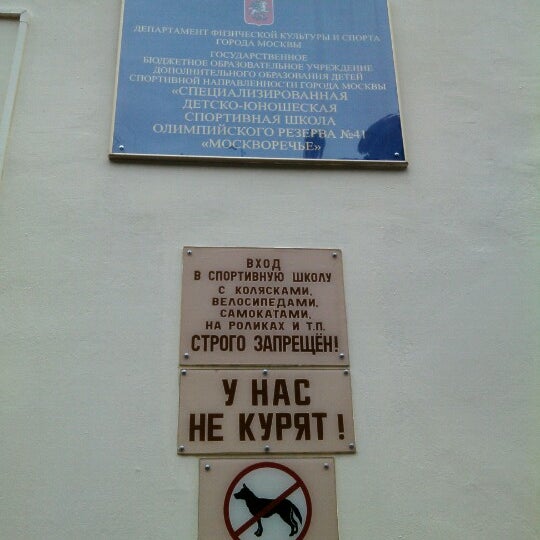 ДЕПАРТАМЕНТ ФИЗИЧЕСКОЙ КУЛЬТУРЫ И СПОРТА
ГОРОДА МОСКВЫ
ГОСУДАРСТВЕННОЕ
БЮДЖЕТНОЕ ОБРАЗОВАТЕЛЬНОЕ УЧРЕЖДЕНИЕ
ДОПОЛНИТЕЛЬНОГО ОБРАЗОВАНИЯ ДЕТЕЙ
СПОРТИВНОЙ НАПРАВЛЕННОСТИ ГОРОДА МОСКВЫ
«СПЕЦИАЛИЗИРОВАННАЯ
ДЕТСКО-ЮНОШЕСКАЯ
СПОРТИВНАЯ ШКОЛА
ОЛИМПИЙСКОГО РЕЗЕРВА №41
«МОСКВОРЕЧЬЕ»
ВХОД
В СПОРТИВНУЮ ШКОЛУ
С КОЛЯСКАМИ,
ВЕЛОСИПЕДАМИ,
САМОКАТАМИ,
НА РОЛИКАХ И Т.П.
СТРОГО ЗАПРЕЩЁН!
У НАС
НЕ КУРЯТ!